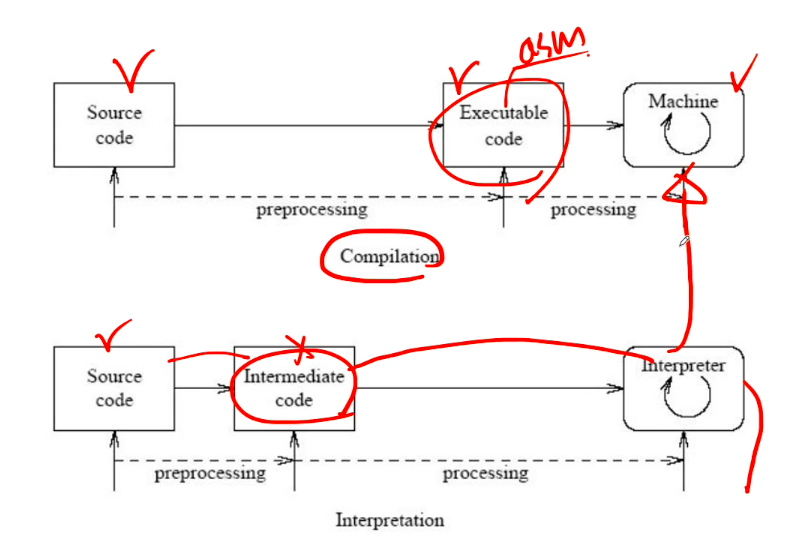 asm
Source
code
Executable
code
Machine
preprocessing
processing
Compilation
Source
code
Intermediate
code
Interpreter
preprocessing
processing
Interpretation